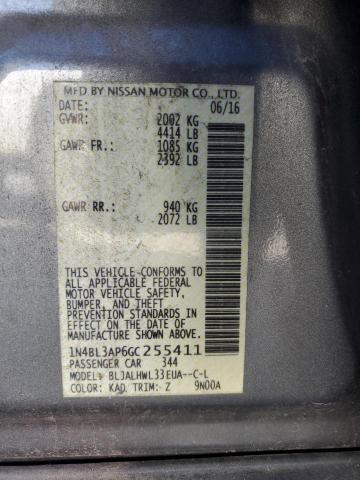 MFD BY NISSAN MOTOR CO., LTD.
DATE: 06/16
GVWR: 2002 KG
4414 LB
GAWR FR.: 1085 KG
2392 LB
GAWR RR.: 940 KG
2072 LB
THIS VEHICLE CONFORMS TO
ALL APPLICABLE FEDERAL
MOTOR VEHICLE SAFETY,
BUMPER, AND THEFT
PREVENTION STANDARDS
IN EFFECT ON THE DATE OF
MANUFACTURE SHOWN ABOVE.
1N4BL3AP6GC255411
PASSENGER CAR 344
MODEL: BLJALHWL33EUA--C-L
COLOR: KAD TRIM: Z 9N00A